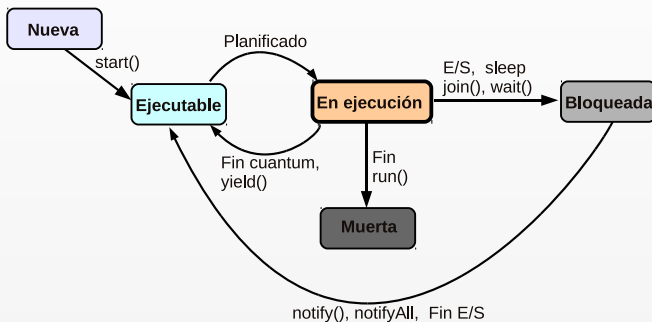 Nueva
start()
Planificado
Ejecutable
En ejecución
E/S, sleep
join(), wait()
Bloqueada
Fin cuantum,
yield()
Fin
run()
Muerta
notify(), notifyAll, Fin E/S